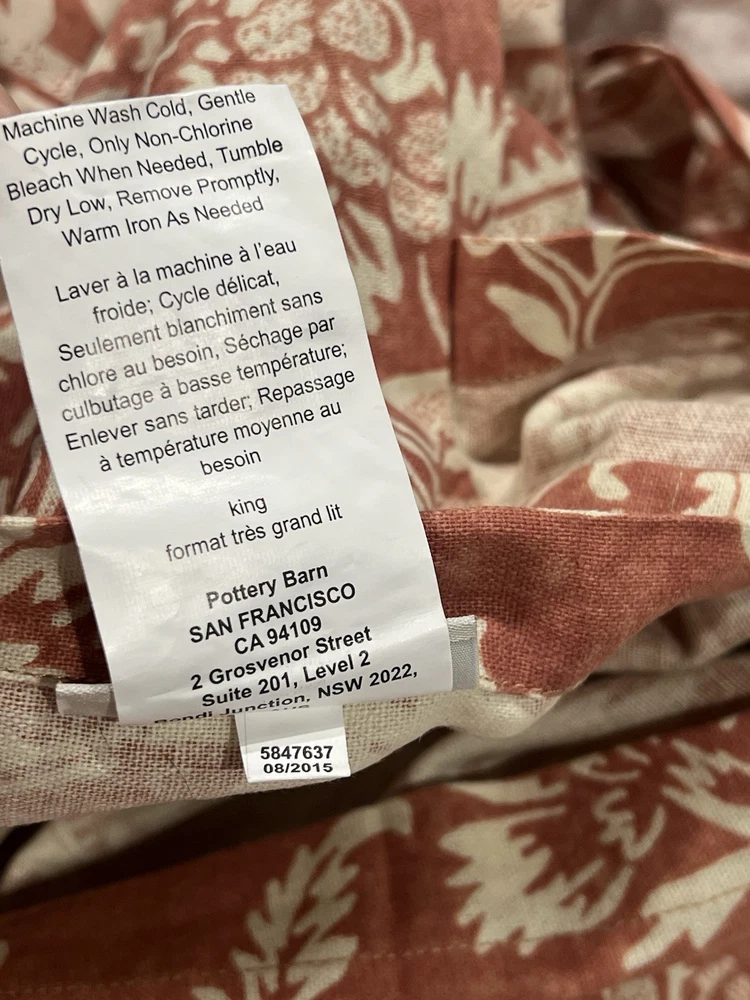 Machine Wash Cold, Gentle
Cycle, Only Non-Chlorine
Bleach When Needed, Tumble
Dry Low, Remove Promptly,
Warm Iron As Needed
Laver à la machine à l'eau
froide; Cycle délicat,
Seulement blanchiment sans
chlore au besoin, Séchage par
culbutage à basse température;
Enlever sans tarder; Repassage
à température moyenne au
besoin
king
format très grand lit
Pottery Barn
SAN FRANCISCO
CA 94109
2 Grosvenor Street
Suite 201, Level 2
Bondi Junction, NSW 2022,
5847637
08/2015